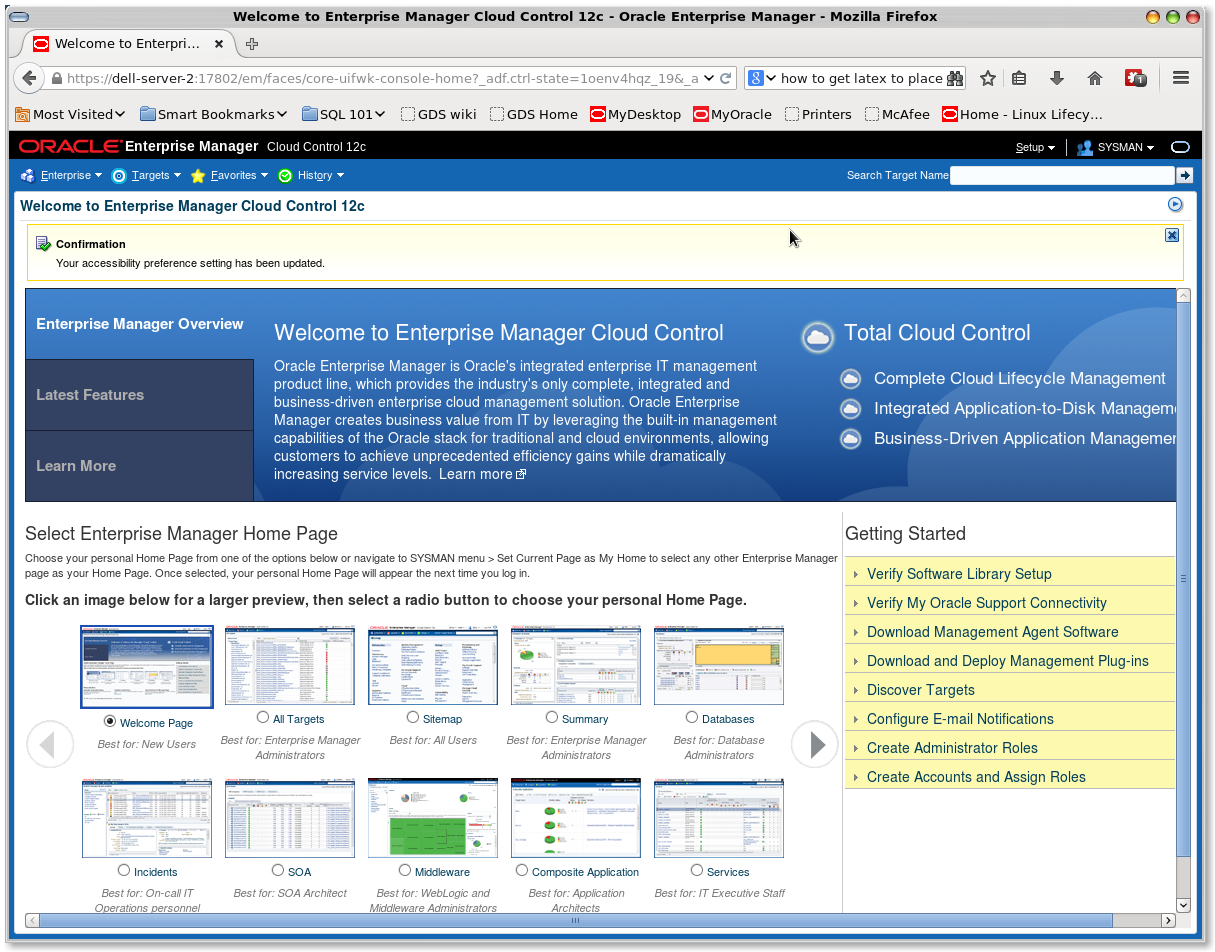 Welcome to Enterprise Manager Cloud Control 12c - Oracle Enterprise Manager - Mozilla Firefox
Welcome to Enterpri...
https://dell-server-2:17802/em/faces/core-uifwk-console-home?_adf.ctrl-state=1oenv4hqz_19&_a
8 how to get latex to place
1
Most Visited Smart Bookmarks SQL 101 GDS wiki GDS Home MyDesktop MyOracle Printers McAfee Home - Linux Lifecy...
ORACLE Enterprise Manager Cloud Control 12c Setup SYSMAN
Enterprise Targets Favorites History Search Target Name
Welcome to Enterprise Manager Cloud Control 12c
Confirmation
Your accessibility preference setting has been updated.
Enterprise Manager Overview
Latest Features
Learn More
Welcome to Enterprise Manager Cloud Control
Oracle Enterprise Manager is Oracle's integrated enterprise IT management
product line, which provides the industry's only complete, integrated and
business-driven enterprise cloud management solution. Oracle Enterprise
Manager creates business value from IT by leveraging the built-in management
capabilities of the Oracle stack for traditional and cloud environments, allowing
customers to achieve unprecedented efficiency gains while dramatically
increasing service levels. Learn more
Total Cloud Control
Complete Cloud Lifecycle Management
Integrated Application-to-Disk Managem
Business-Driven Application Managemer
Select Enterprise Manager Home Page
Choose your personal Home Page from one of the options below or navigate to SYSMAN menu > Set Current Page as My Home to select any other Enterprise Manager
page as your Home Page. Once selected, your personal Home Page will appear the next time you log in.
Click an image below for a larger preview, then select a radio button to choose your personal Home Page.
Welcome Page
Best for: New Users
All Targets
Best for: Enterprise Manager
Administrators
Sitemap
Best for: All Users
Summary
Best for: Enterprise Manager
Administrators
Databases
Best for: Database
Administrators
Incidents
Best for: On-call IT
Operations personnel
SOA
Best for: SOA Architect
Middleware
Best for: WebLogic and
Middleware Administrators
Composite Application
Best for: Application
Architects
Services
Best for: IT Executive Staff
Getting Started
Verify Software Library Setup
Verify My Oracle Support Connectivity
Download Management Agent Software
Download and Deploy Management Plug-ins
Discover Targets
Configure E-mail Notifications
Create Administrator Roles
Create Accounts and Assign Roles